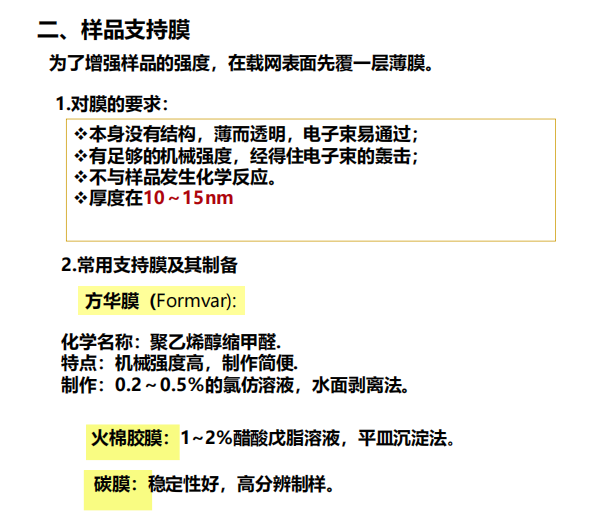 二、样品支持膜
为了增强样品的强度，在载网表面先覆一层薄膜。
1.对膜的要求：
❖本身没有结构，薄而透明，电子束易通过；
❖有足够的机械强度，经得住电子束的轰击；
❖不与样品发生化学反应。
❖厚度在10～15nm
2.常用支持膜及其制备
方华膜（Formvar):
化学名称：聚乙烯醇缩甲醛.
特点：机械强度高，制作简便.
制作：0.2～0.5%的氯仿溶液，水面剥离法。
火棉胶膜：1~2%醋酸戊脂溶液，平皿沉淀法。
碳膜：稳定性好，高分辨制样。